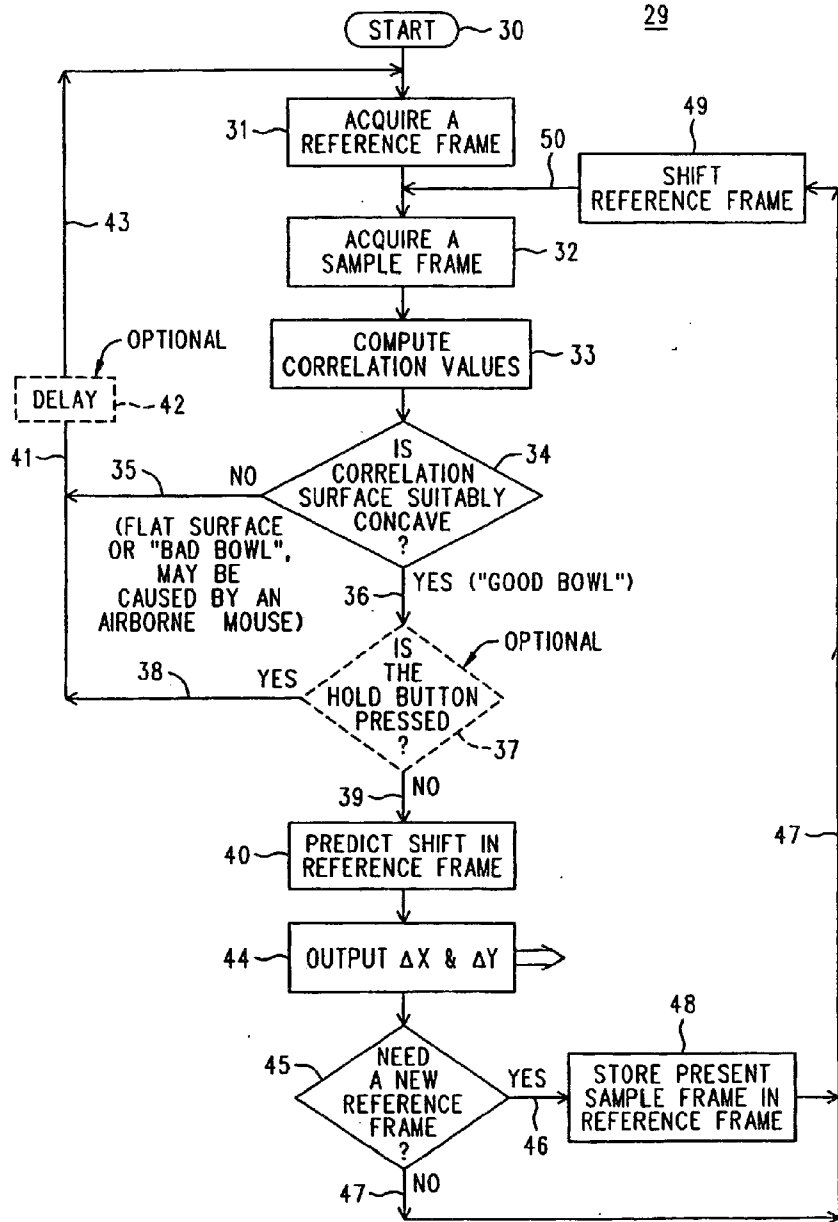 29
START
30
31
ACQUIRE A
REFERENCE FRAME
49
50
SHIFT
REFERENCE FRAME
43
ACQUIRE A
SAMPLE FRAME
32
COMPUTE
CORRELATION VALUES
33
OPTIONAL
DELAY
42
41
35
NO
IS
CORRELATION
SURFACE SUITABLY
CONCAVE
?
34
(FLAT SURFACE
OR "BAD BOWL",
MAY BE
CAUSED BY AN
AIRBORNE MOUSE)
36
YES ("GOOD BOWL")
OPTIONAL
38
YES
IS
THE
HOLD BUTTON
PRESSED
?
37
39
NO
40
PREDICT SHIFT IN
REFERENCE FRAME
47
44
OUTPUT ΔX & ΔY
45
NEED
A NEW
REFERENCE
FRAME
?
YES
46
48
STORE PRESENT
SAMPLE FRAME IN
REFERENCE FRAME
47
NO